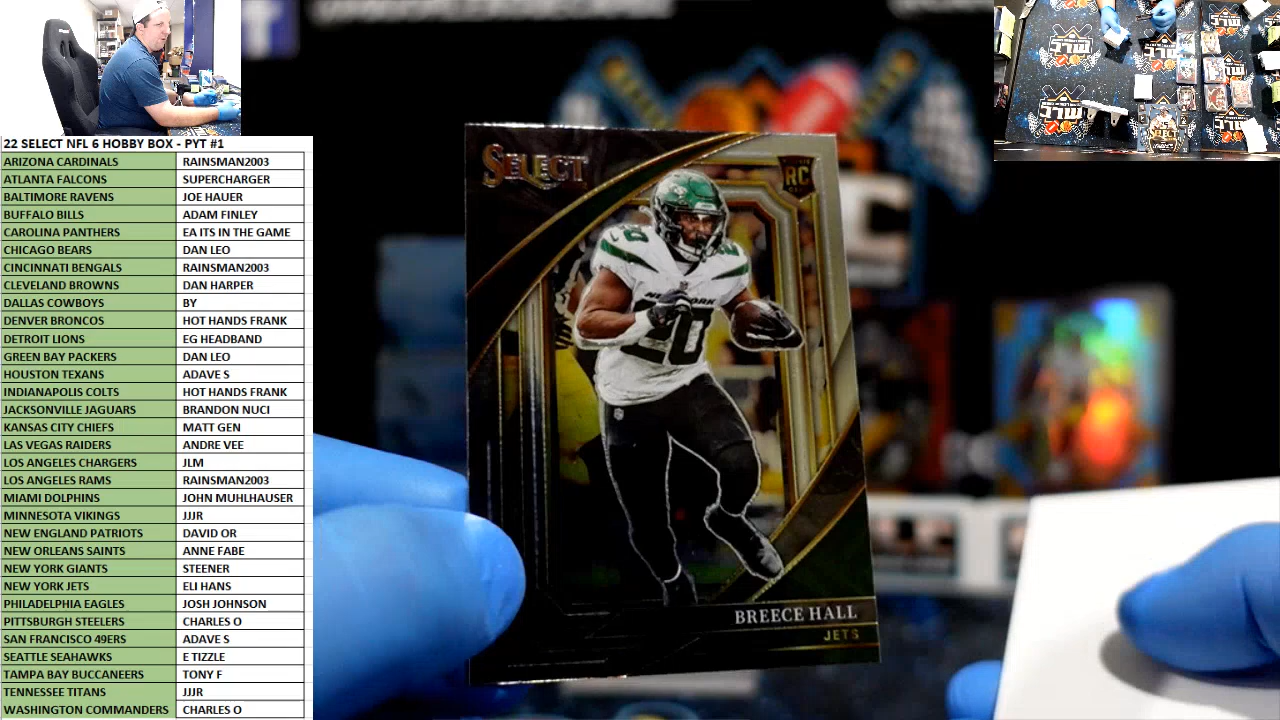 22 SELECT NFL 6 HOBBY BOX - PYT #1
ARIZONA CARDINALS RAINSMAN2003
ATLANTA FALCONS SUPERCHARGER
BALTIMORE RAVENS JOE HAUER
BUFFALO BILLS ADAM FINLEY
CAROLINA PANTHERS EA ITS IN THE GAME
CHICAGO BEARS DAN LEO
CINCINNATI BENGALS RAINSMAN2003
CLEVELAND BROWNS DAN HARPER
DALLAS COWBOYS BY
DENVER BRONCOS HOT HANDS FRANK
DETROIT LIONS EG HEADBAND
GREEN BAY PACKERS DAN LEO
HOUSTON TEXANS ADAVE S
INDIANAPOLIS COLTS HOT HANDS FRANK
JACKSONVILLE JAGUARS BRANDON NUCI
KANSAS CITY CHIEFS MATT GEN
LAS VEGAS RAIDERS ANDRE VEE
LOS ANGELES CHARGERS JLM
LOS ANGELES RAMS RAINSMAN2003
MIAMI DOLPHINS JOHN MUHLHAUSER
MINNESOTA VIKINGS JJJR
NEW ENGLAND PATRIOTS DAVID OR
NEW ORLEANS SAINTS ANNE FABE
NEW YORK GIANTS STEENER
NEW YORK JETS ELI HANS
PHILADELPHIA EAGLES JOSH JOHNSON
PITTSBURGH STEELERS CHARLES O
SAN FRANCISCO 49ERS ADAVE S
SEATTLE SEAHAWKS E TIZZLE
TAMPA BAY BUCCANEERS TONY F
TENNESSEE TITANS JJJR
WASHINGTON COMMANDERS CHARLES O
SELECT
RC
20
20
NEW YORK
20
BREECE HALL
JETS